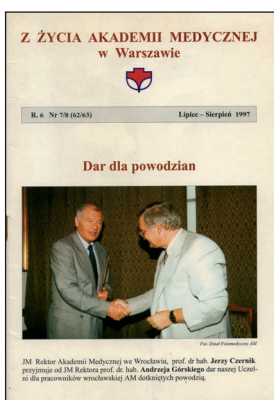 Z ŻYCIA AKADEMII MEDYCZNEJ
w Warszawie
R. 6 Nr 7/8 (62/63) Lipiec – Sierpień 1997
Dar dla powodzian
Fot. Dział Fotomedyczny AM
JM Rektor Akademii Medycznej we Wrocławiu, prof. dr hab. Jerzy Czernik
przyjmuje od JM Rektora prof. dr. hab. Andrzeja Górskiego dar naszej Uczel-
ni dla pracowników wrocławskiej AM dotkniętych powodzią.